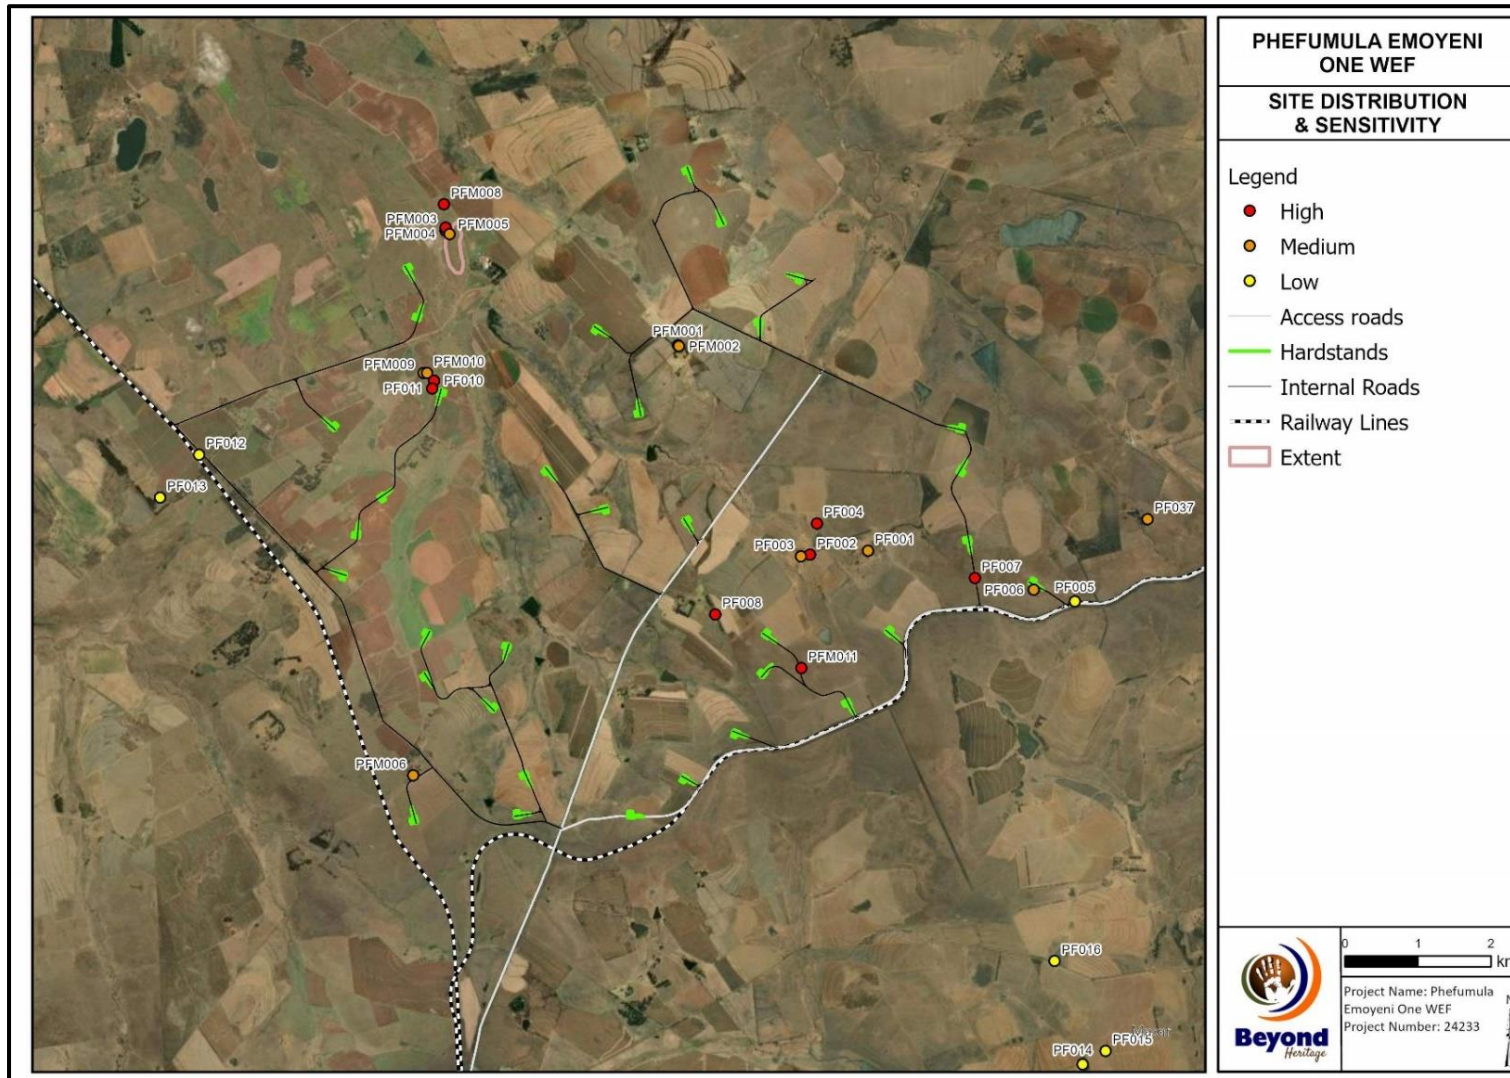 PHEFUMULA EMOYENI
ONE WEF
SITE DISTRIBUTION
& SENSITIVITY
Legend
High
Medium
Low
Access roads
Hardstands
Internal Roads
Railway Lines
Extent
PFM008
PFM003
PFM005
PFM004
PFM001
PFM002
PFM009
PFM010
PF010
PF011
PF012
PF013
PF004
PF037
PF003
PF002
PF001
PF007
PF006
PF005
PF008
PFM011
PFM006
PF016
PF015
PF014
Beyond
Heritage
0 1 2
km
Project Name: Phefumula
Emoyeni One WEF
Project Number: 24233